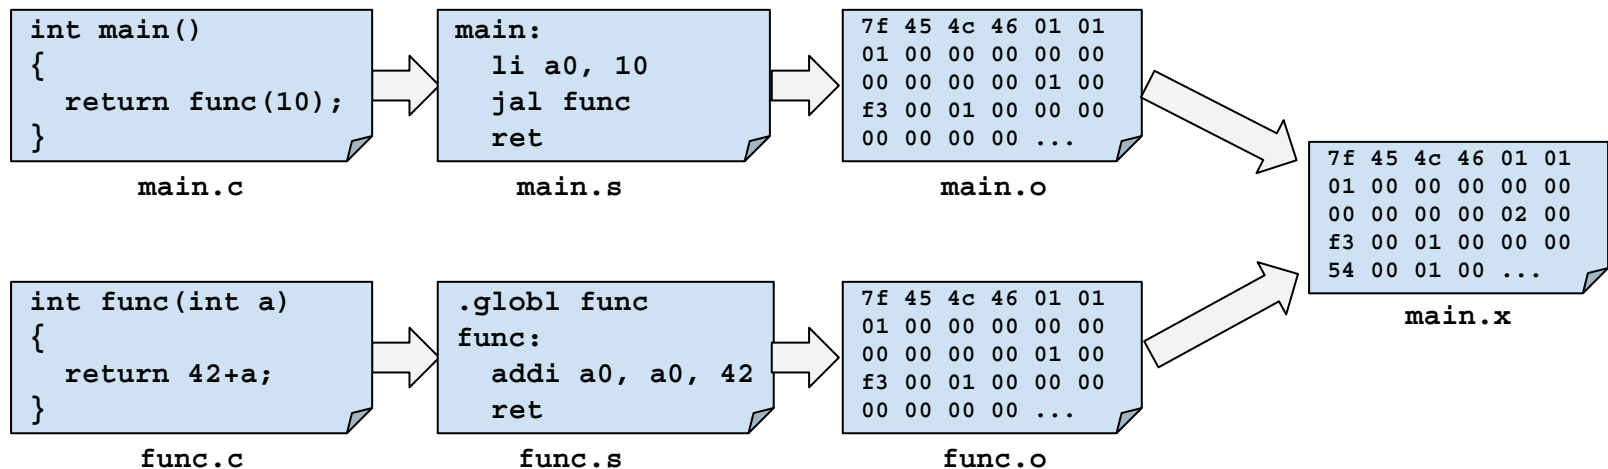 int main()
{
  return func(10);
}
main.c
main:
  li a0, 10
  jal func
  ret
main.s
7f 45 4c 46 01 01
01 00 00 00 00 00
00 00 00 00 01 00
f3 00 01 00 00 00
00 00 00 00 ...
main.o
int func(int a)
{
  return 42+a;
}
func.c
.globl func
func:
  addi a0, a0, 42
  ret
func.s
7f 45 4c 46 01 01
01 00 00 00 00 00
00 00 00 00 01 00
f3 00 01 00 00 00
00 00 00 00 ...
func.o
7f 45 4c 46 01 01
01 00 00 00 00 00
00 00 00 00 02 00
f3 00 01 00 00 00
54 00 01 00 ...
main.x